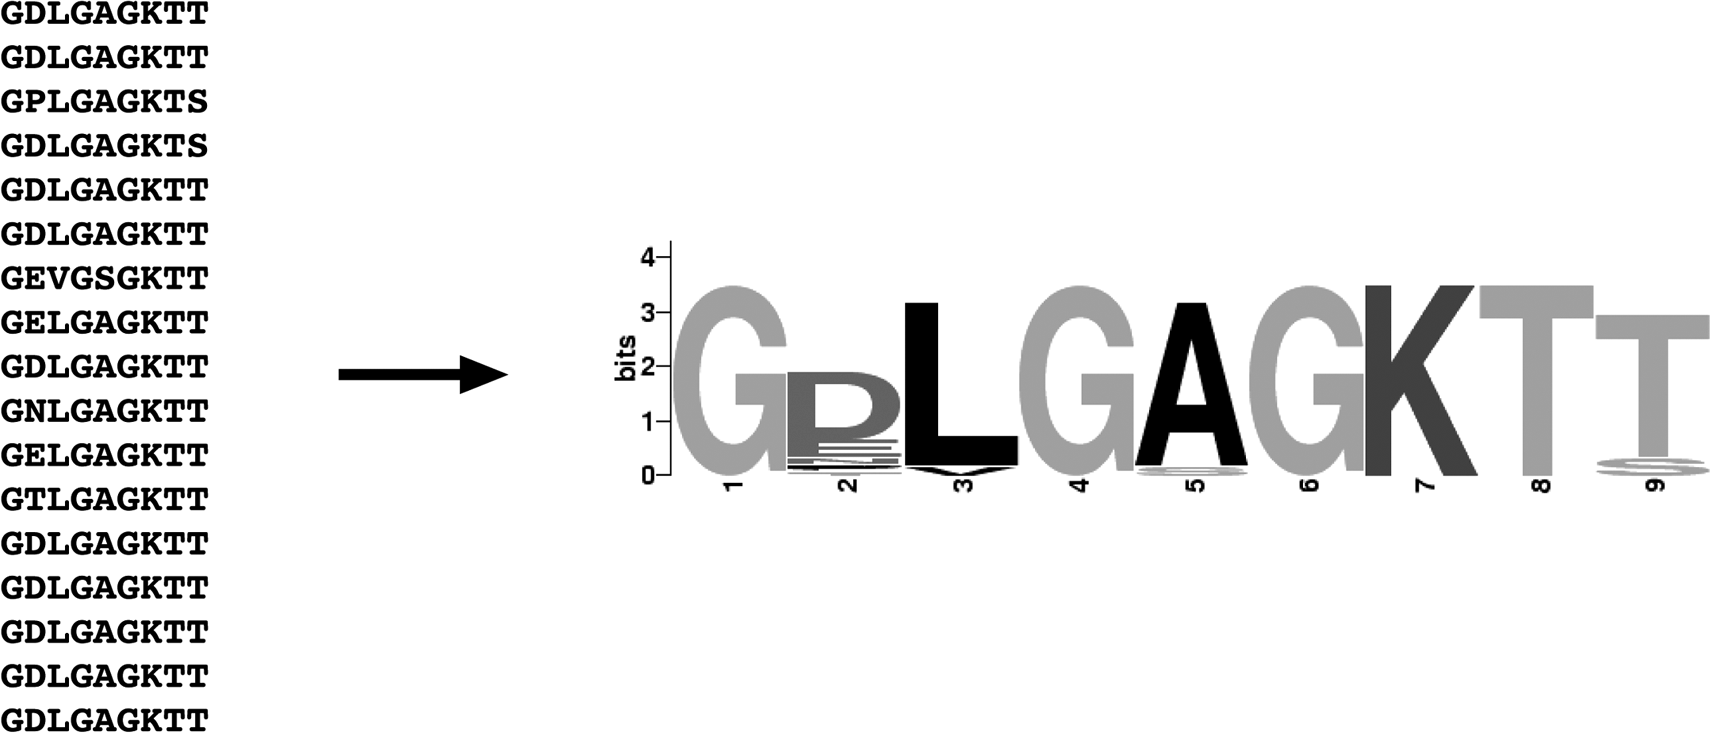 GDLGAGKTT
GDLGAGKTT
GPLGAGKTS
GDLGAGKTS
GDLGAGKTT
GDLGAGKTT
GEVGSGKTT
GELGAGKTT
GDLGAGKTT
GNLGAGKTT
GELGAGKTT
GTLGAGKTT
GDLGAGKTT
GDLGAGKTT
GDLGAGKTT
GDLGAGKTT
GDLGAGKTT
bits
4
3
2
1
0
GDLGAGKTT
E
V
S
S
1 2 3 4 5 6 7 8 9